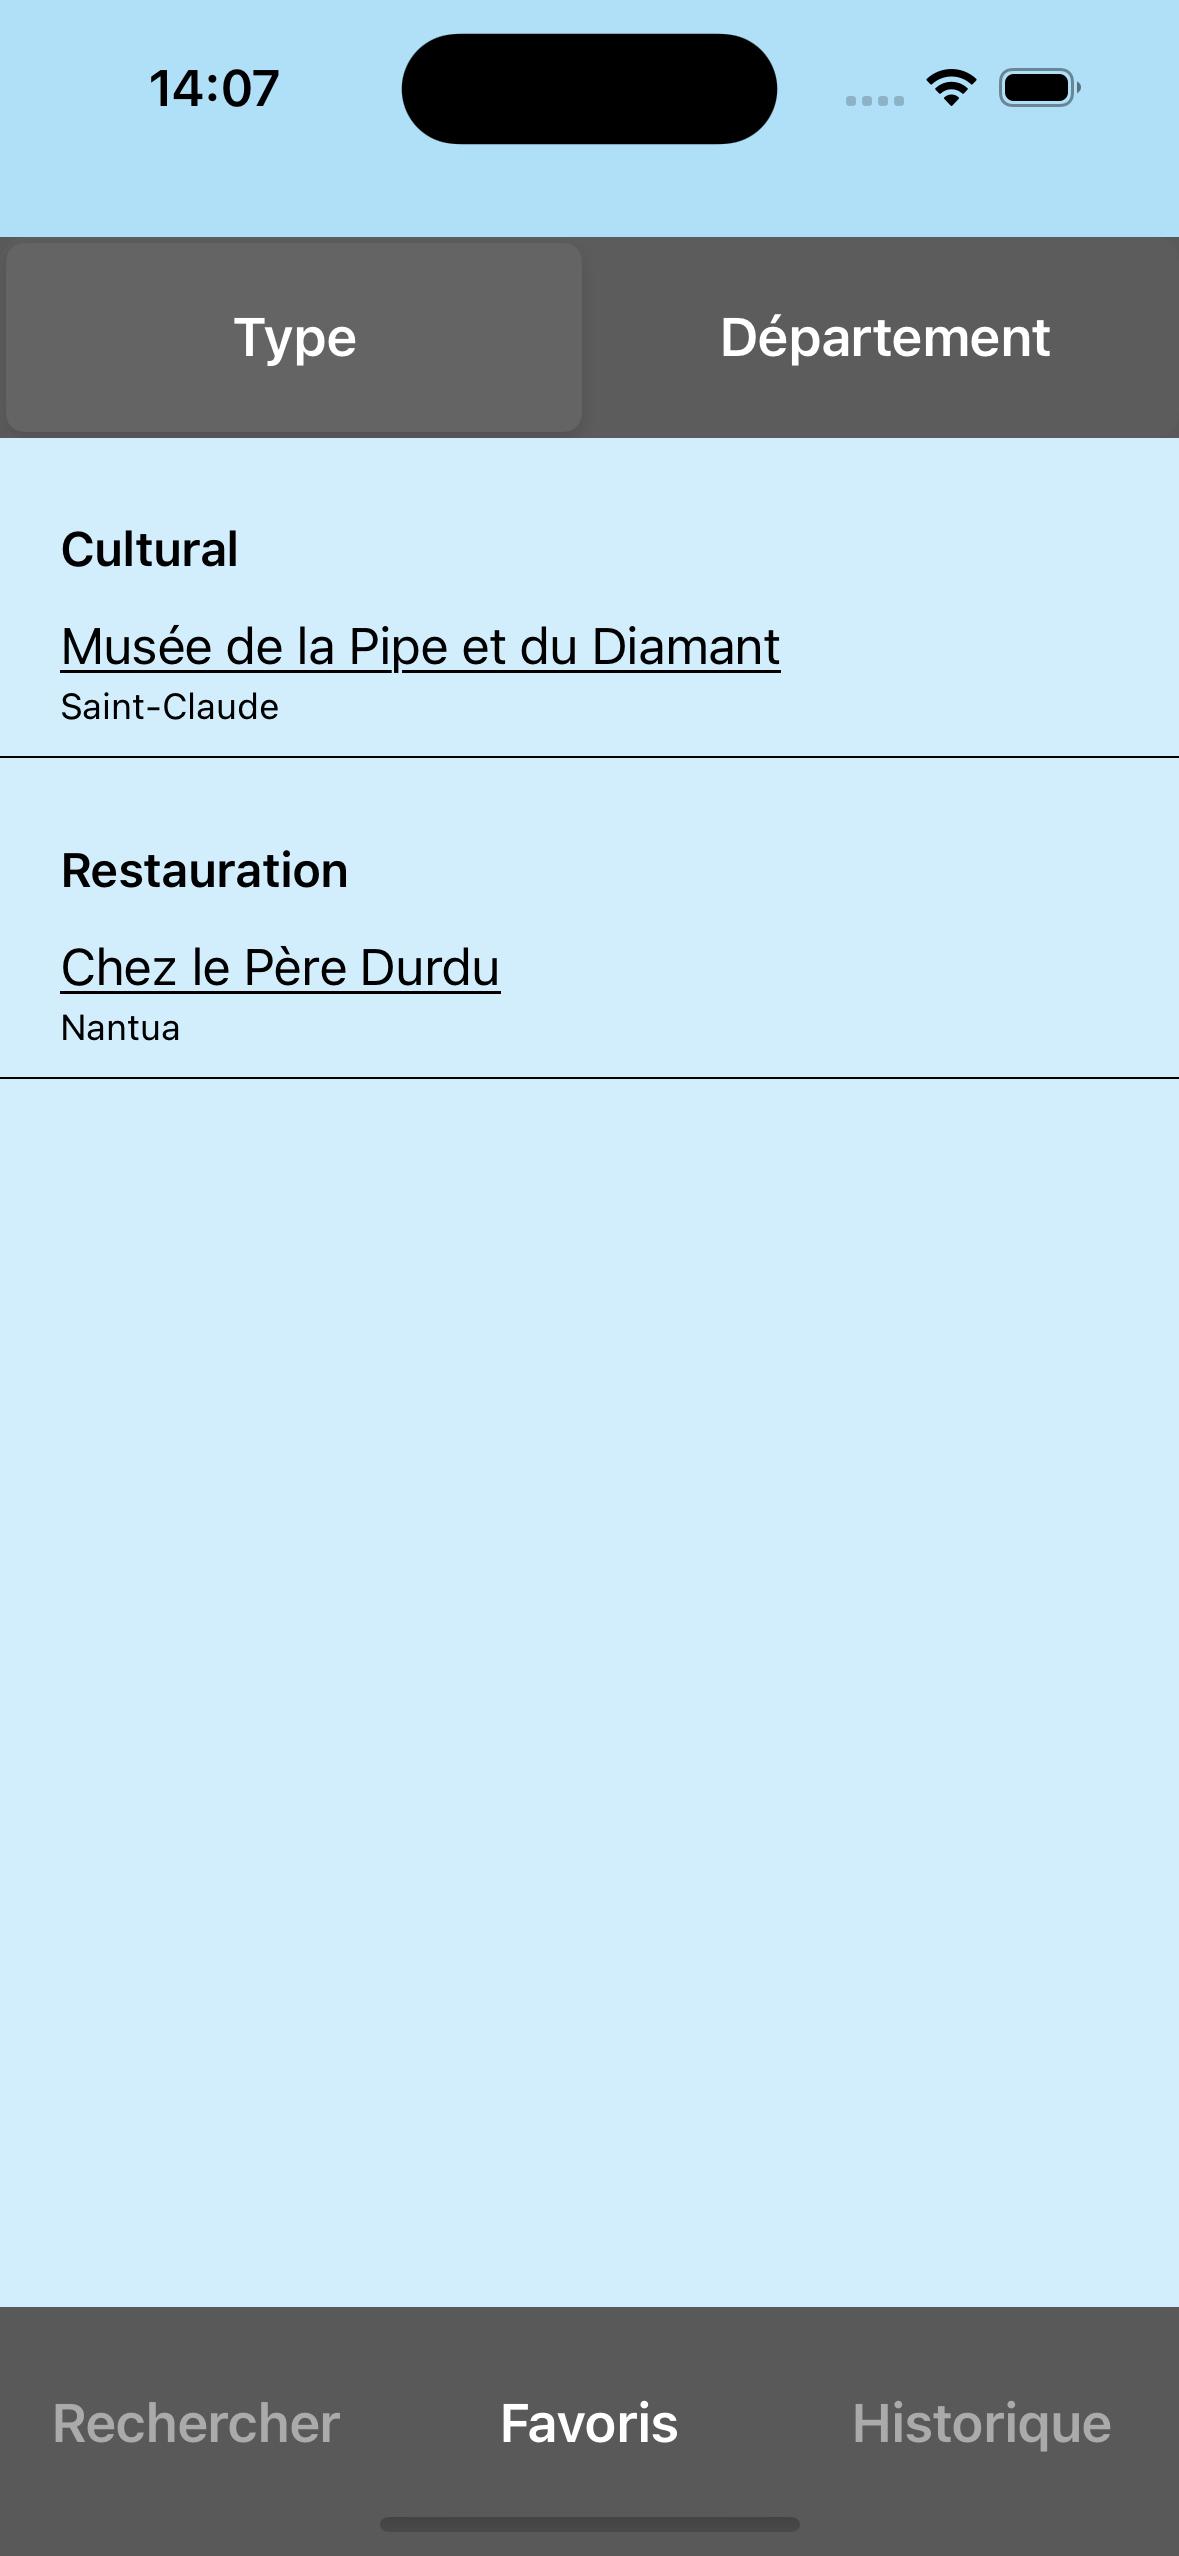 14:07
Type Département
Cultural
Musée de la Pipe et du Diamant
Saint-Claude
Restauration
Chez le Père Durdu
Nantua
Rechercher Favoris Historique